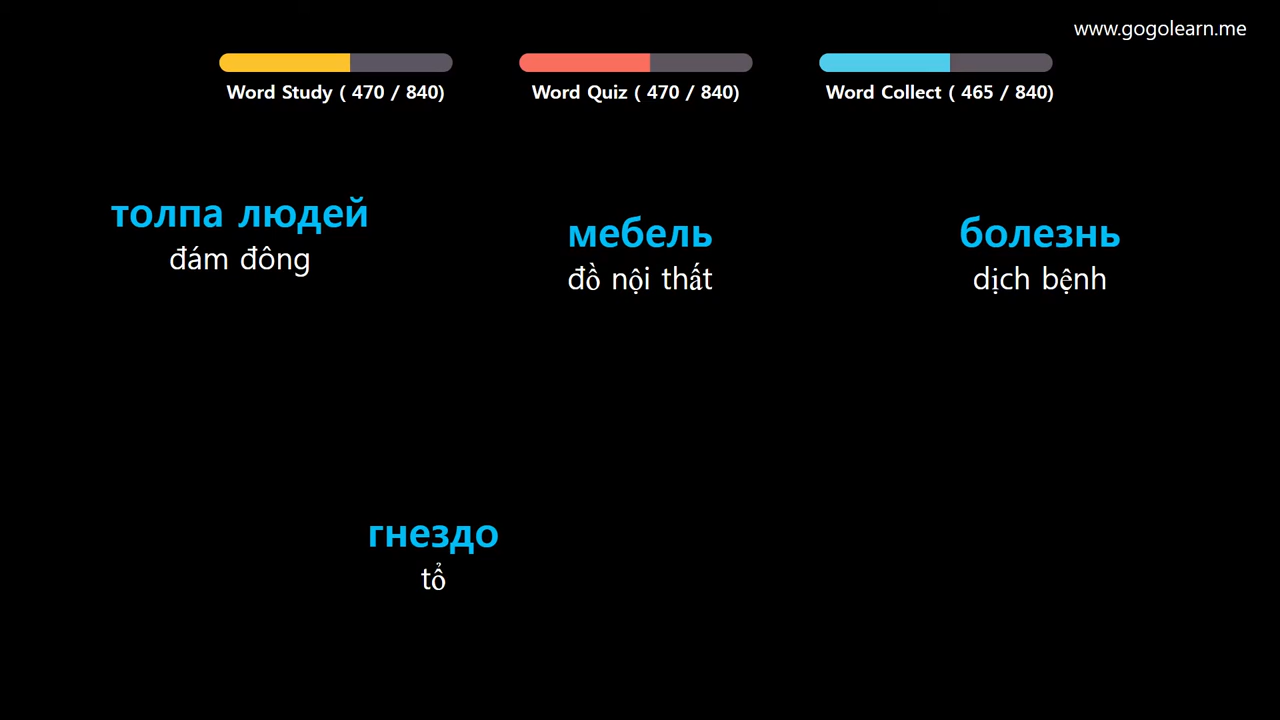 www.gogolearn.me
Word Study ( 470 / 840)
Word Quiz ( 470 / 840)
Word Collect ( 465 / 840)
толпа людей
đám đông
мебель
đồ nội thất
болезнь
dịch bệnh
гнездо
tổ